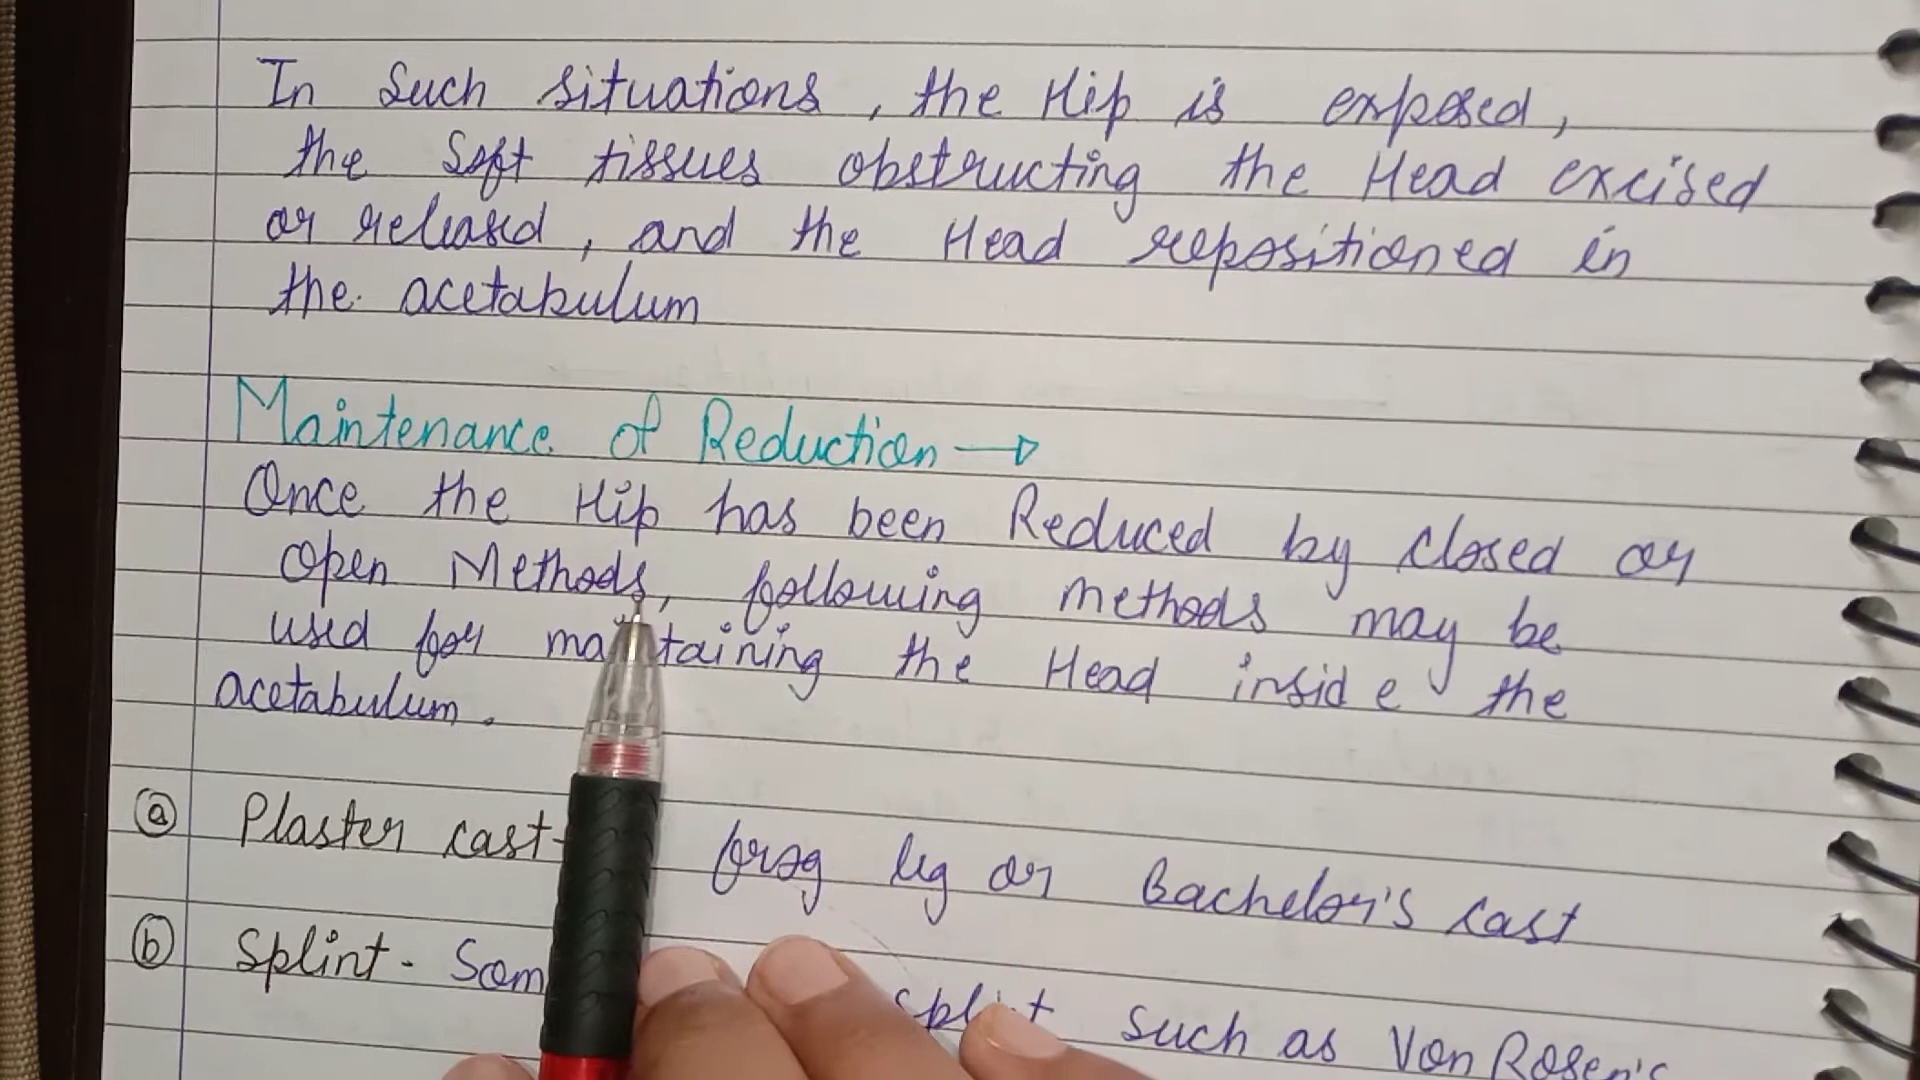 In Such situations, the Hip is exposed,
the Soft tissues obstructing the Head excised
or released, and the Head repositioned in
the acetabulum
Maintenance of Reduction →
Once the Hip has been Reduced by closed or
open Methods, following methods may be
used for the Head inside the
acetabulum.
ⓐ Plaster cast- frog leg or Bachelor's cast
ⓑ Splint - such as Von Rosen's